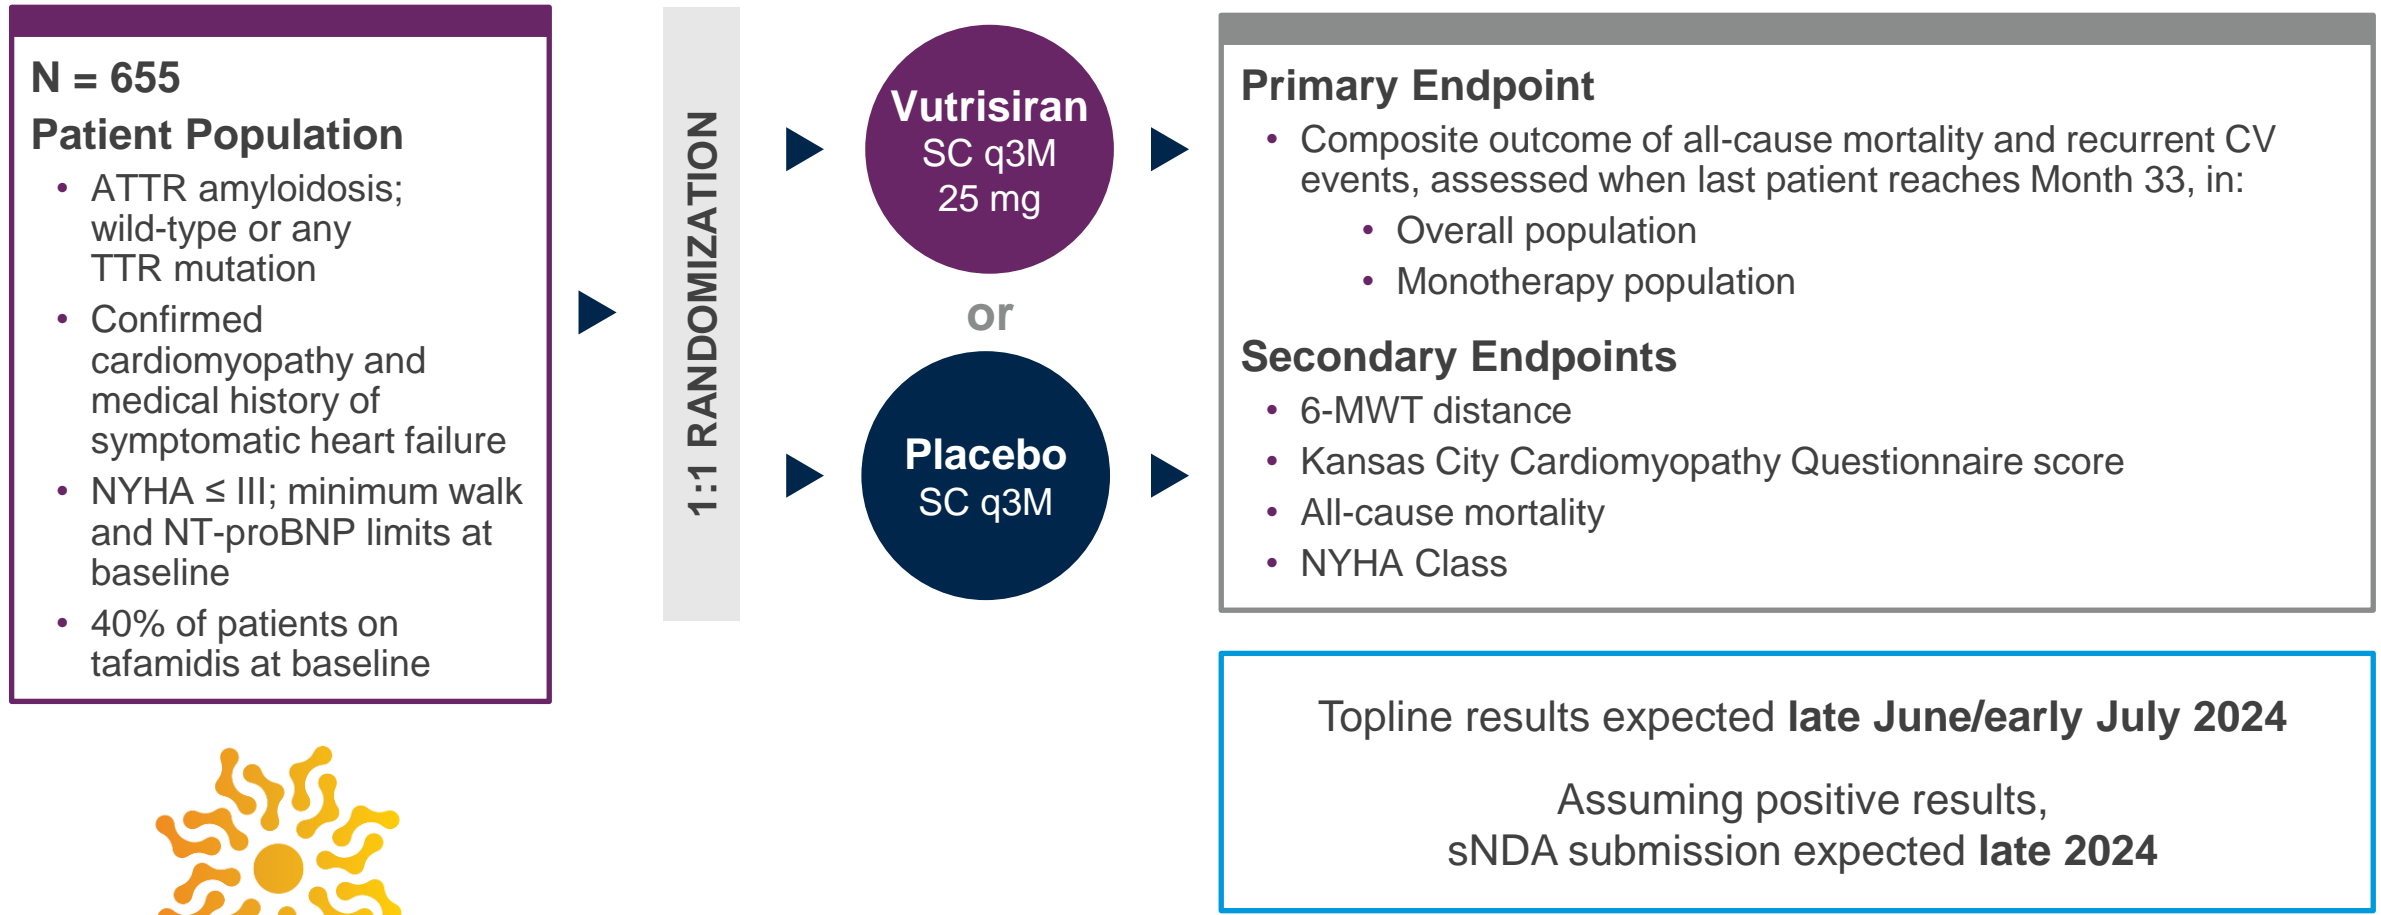 N = 655
Patient Population
• ATTR amyloidosis;
wild-type or any
TTR mutation
• Confirmed
cardiomyopathy and
medical history of
symptomatic heart failure
• NYHA ≤ III; minimum walk
and NT-proBNP limits at
baseline
• 40% of patients on
tafamidis at baseline
1:1 RANDOMIZATION
Vutrisiran
SC q3M
25 mg
or
Placebo
SC q3M
Primary Endpoint
• Composite outcome of all-cause mortality and recurrent CV
events, assessed when last patient reaches Month 33, in:
• Overall population
• Monotherapy population
Secondary Endpoints
• 6-MWT distance
• Kansas City Cardiomyopathy Questionnaire score
• All-cause mortality
• NYHA Class
Topline results expected late June/early July 2024
Assuming positive results,
sNDA submission expected late 2024